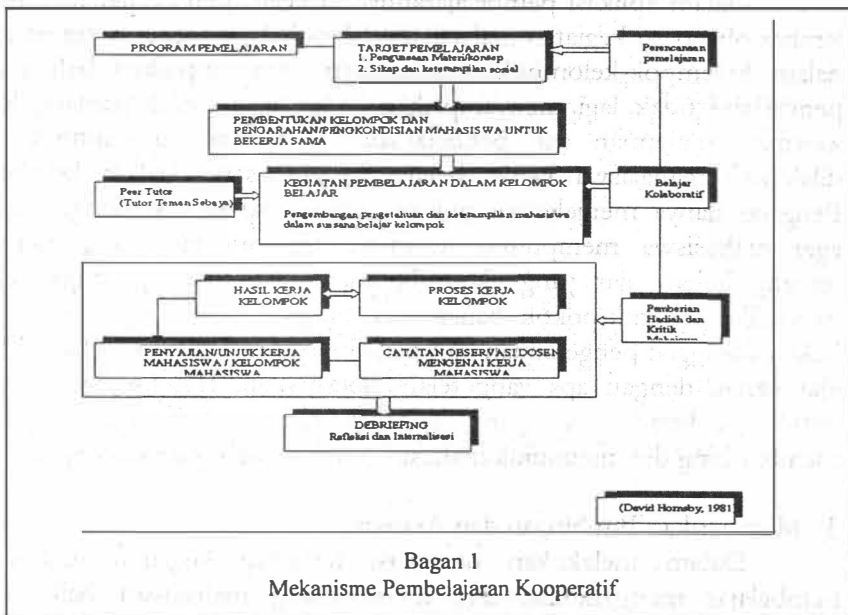 PROGRAM PEMELAJARAN
TARGET PEMBELAJARAN
1. Penguasaan Materi/konsep
2. Sikap dan keterampilan sosial
Perencanaan
pemelajaran
PEMBENTUKAN KELOMPOK DAN
PENGARAHAN/PENGKONDISIAN MAHASISWA UNTUK
BEKERJA SAMA
Peer Tutor
(Tutor Teman Sebaya)
KEGIATAN PEMBELAJARAN DALAM KELOMPOK
BELAJAR
Pengembangan pengetahuan dan keterampilan mahasiswa
dalam suasana belajar kelompok
Belajar
Kolaboratif
HASIL KERJA
KELOMPOK
PROSES KERJA
KELOMPOK
Pemberian
Hadiah dan
Kritik
PENYAJIAN/UNJUK KERJA
MAHASISWA / KELOMPOK
MAHASISWA
CATATAN OBSERVASI DOSEN
MENGENAI KERJA
MAHASISWA
DEBRIEFING
Refleksi dan Internalisasi
(David Hornsby, 1981)
Bagan 1
Mekanisme Pembelajaran Kooperatif